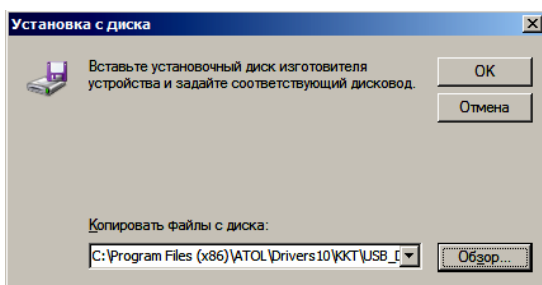 Установка с диска
Вставьте установочный диск изготовителя
устройства и задайте соответствующий дисковод.
OK
Отмена
Копировать файлы с диска:
C:\Program Files (x86)\ATOL\Drivers10\KKT\USB_
Обзор...